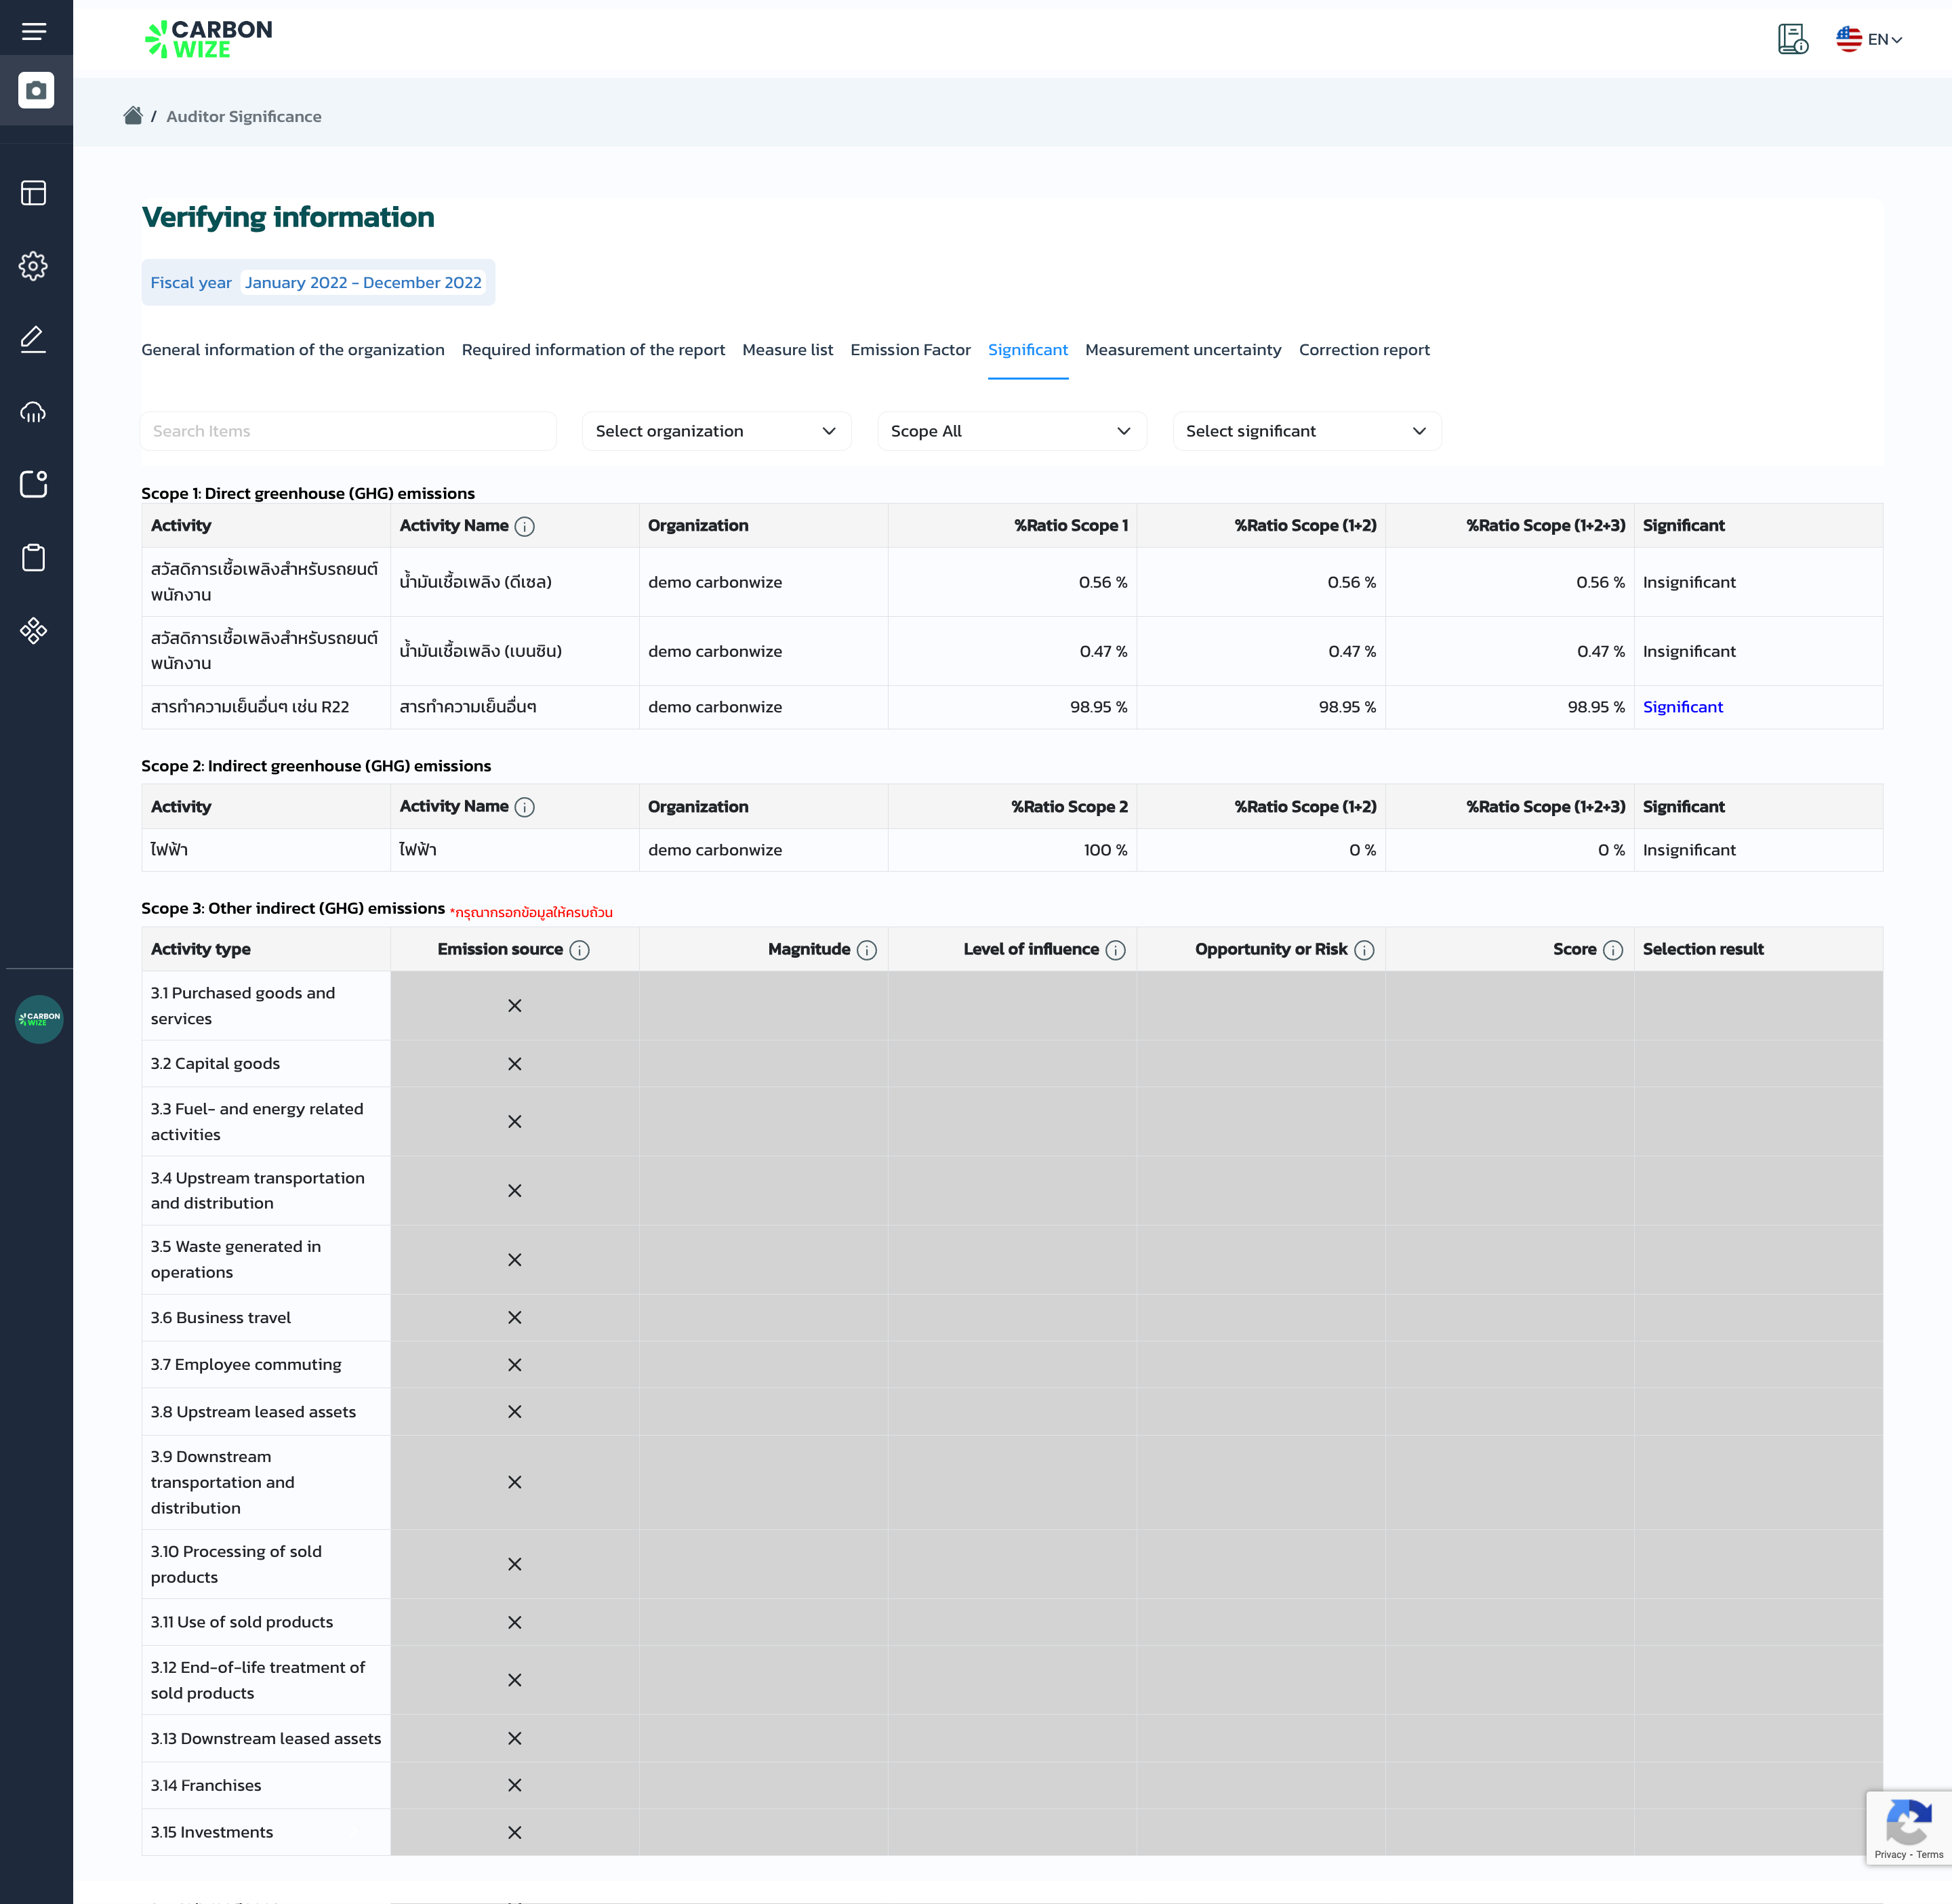 CARBON
WIZE
EN
/ Auditor Significance
Verifying information
Fiscal year January 2022 - December 2022
General information of the organization Required information of the report Measure list Emission Factor Significant Measurement uncertainty Correction report
Search Items Select organization Scope All Select significant
Scope 1: Direct greenhouse (GHG) emissions
Activity Activity Name Organization %Ratio Scope 1 %Ratio Scope (1+2) %Ratio Scope (1+2+3) Significant
สวัสดิการเชื้อเพลิงสำหรับรถยนต์
พนักงาน
น้ำมันเชื้อเพลิง (ดีเซล) demo carbonwize 0.56 % 0.56 % 0.56 % Insignificant
สวัสดิการเชื้อเพลิงสำหรับรถยนต์
พนักงาน
น้ำมันเชื้อเพลิง (เบนซิน) demo carbonwize 0.47 % 0.47 % 0.47 % Insignificant
สารทำความเย็นอื่นๆ เช่น R22 สารทำความเย็นอื่นๆ demo carbonwize 98.95 % 98.95 % 98.95 % Significant
Scope 2: Indirect greenhouse (GHG) emissions
Activity Activity Name Organization %Ratio Scope 2 %Ratio Scope (1+2) %Ratio Scope (1+2+3) Significant
ไฟฟ้า ไฟฟ้า demo carbonwize 100 % 0 % 0 % Insignificant
Scope 3: Other indirect (GHG) emissions *กรุณากรอกข้อมูลให้ครบถ้วน
Activity type Emission source Magnitude Level of influence Opportunity or Risk Score Selection result
3.1 Purchased goods and
services
3.2 Capital goods
3.3 Fuel- and energy related
activities
3.4 Upstream transportation
and distribution
3.5 Waste generated in
operations
3.6 Business travel
3.7 Employee commuting
3.8 Upstream leased assets
3.9 Downstream
transportation and
distribution
3.10 Processing of sold
products
3.11 Use of sold products
3.12 End-of-life treatment of
sold products
3.13 Downstream leased assets
3.14 Franchises
3.15 Investments
CARBON
WIZE
Privacy - Terms